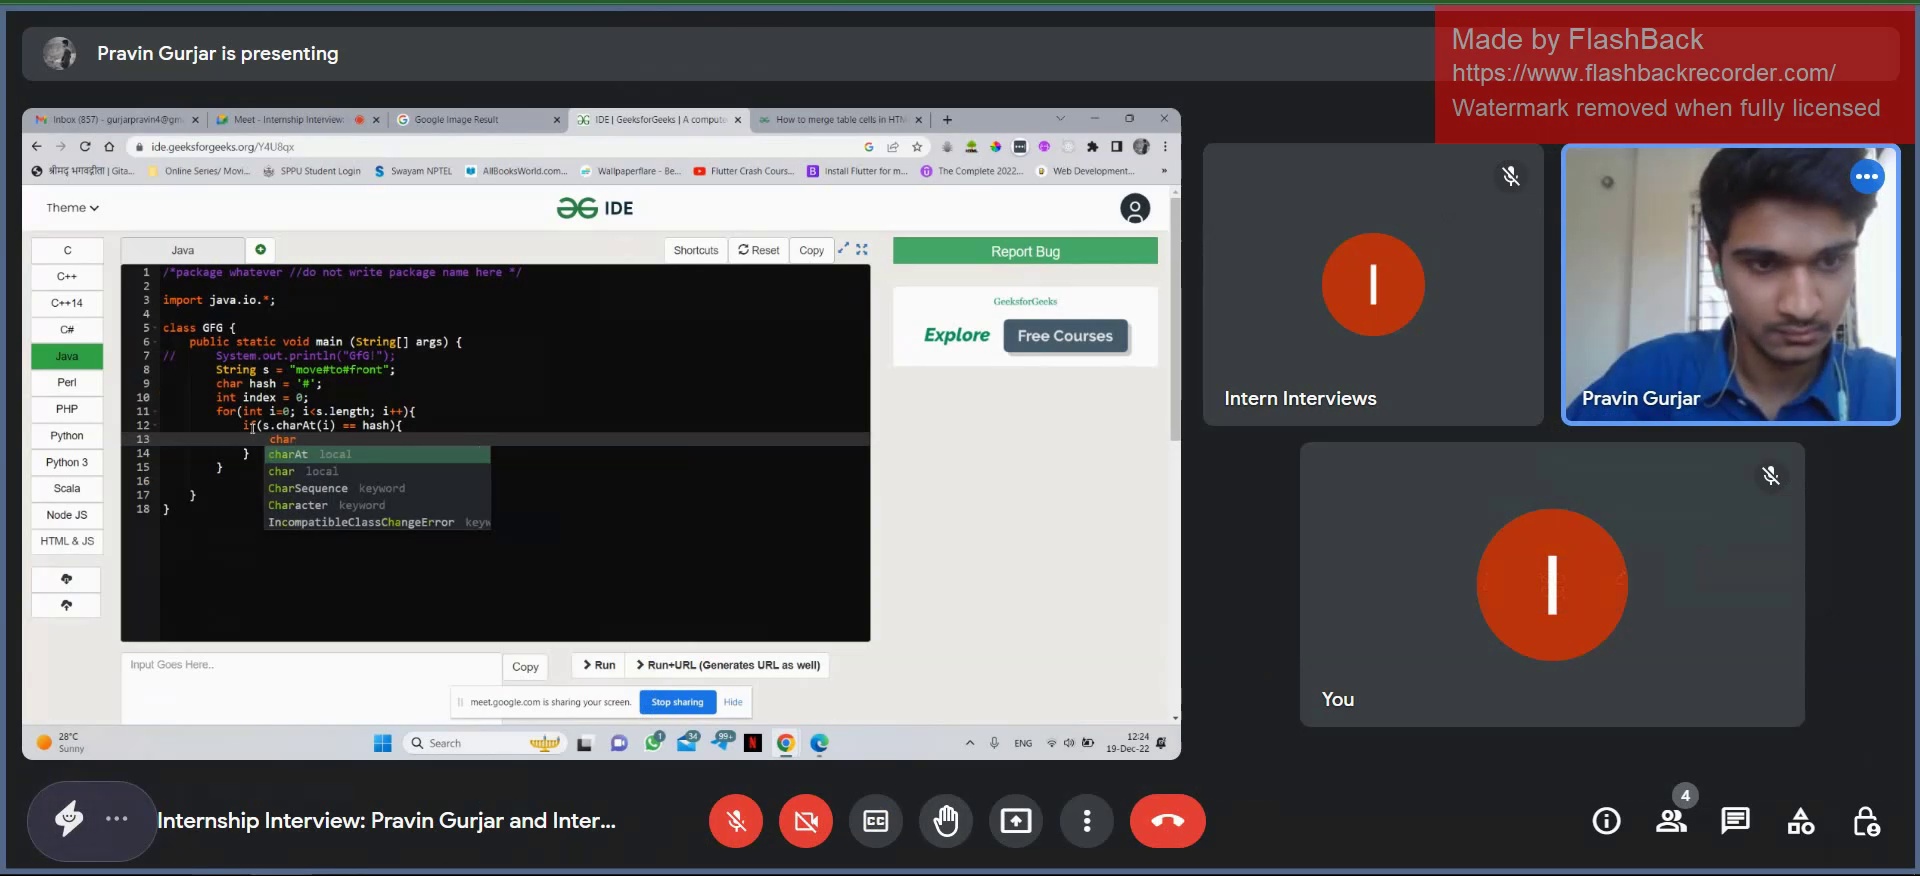 Pravin Gurjar is presenting
Made by FlashBack
https://www.flashbackrecorder.com/
Watermark removed when fully licensed
Inbox (857) - gurjarpravin4@gm
Meet - Internship Interview:
Google Image Result
IDE | GeeksforGeeks | A compute
How to merge table cells in HTM
ide.geeksforgeeks.org/Y4U8qx
श्रीमद् भगवद्गीता | Gita...
Online Series/ Movi...
SPPU Student Login
Swayam NPTEL
AllBooksWorld.com...
Wallpaperflare - Be...
Flutter Crash Cours...
Install Flutter for m...
The Complete 2022...
Web Development...
Theme
IDE
C
C++
C++14
C#
Java
Perl
PHP
Python
Python 3
Scala
Node JS
HTML & JS
Java
Shortcuts
Reset
Copy
1 /*package whatever //do not write package name here */
2
3 import java.io.*;
4
5 class GFG {
6 public static void main (String[] args) {
7 // System.out.println("GfG!");
8 String s = "move#to#front";
9 char hash = '#';
10 int index = 0;
11 for(int i=0; i<s.length; i++){
12 if(s.charAt(i) == hash){
13 char
14 }
15 }
16
17 }
18 }
charAt local
char local
CharSequence keyword
Character keyword
IncompatibleClassChangeError keyw
Report Bug
GeeksforGeeks
Explore Free Courses
Input Goes Here..
Copy
Run
Run+URL (Generates URL as well)
meet.google.com is sharing your screen.
Stop sharing
Hide
28°C
Sunny
Search
1
34
99+
N
ENG
12:24
19-Dec-22
I
Intern Interviews
Pravin Gurjar
I
You
Internship Interview: Pravin Gurjar and Inter...
4